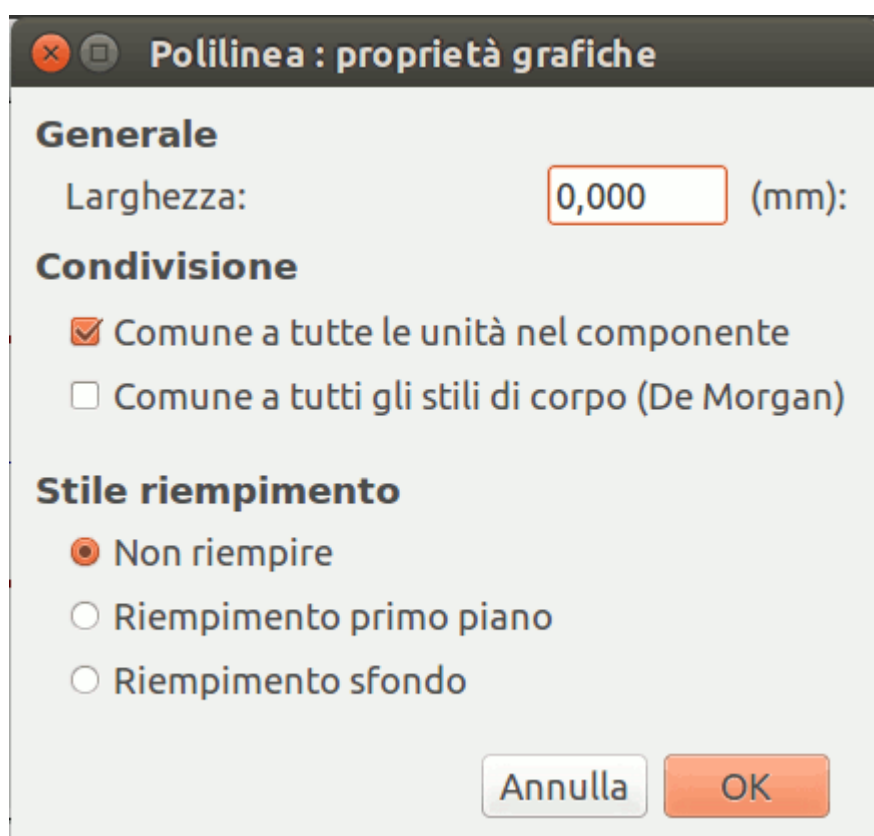 Polilinea : proprietà grafiche
Generale
Larghezza: 0,000 (mm):
Condivisione
Comune a tutte le unità nel componente
Comune a tutti gli stili di corpo (De Morgan)
Stile riempimento
Non riempire
Riempimento primo piano
Riempimento sfondo
Annulla OK